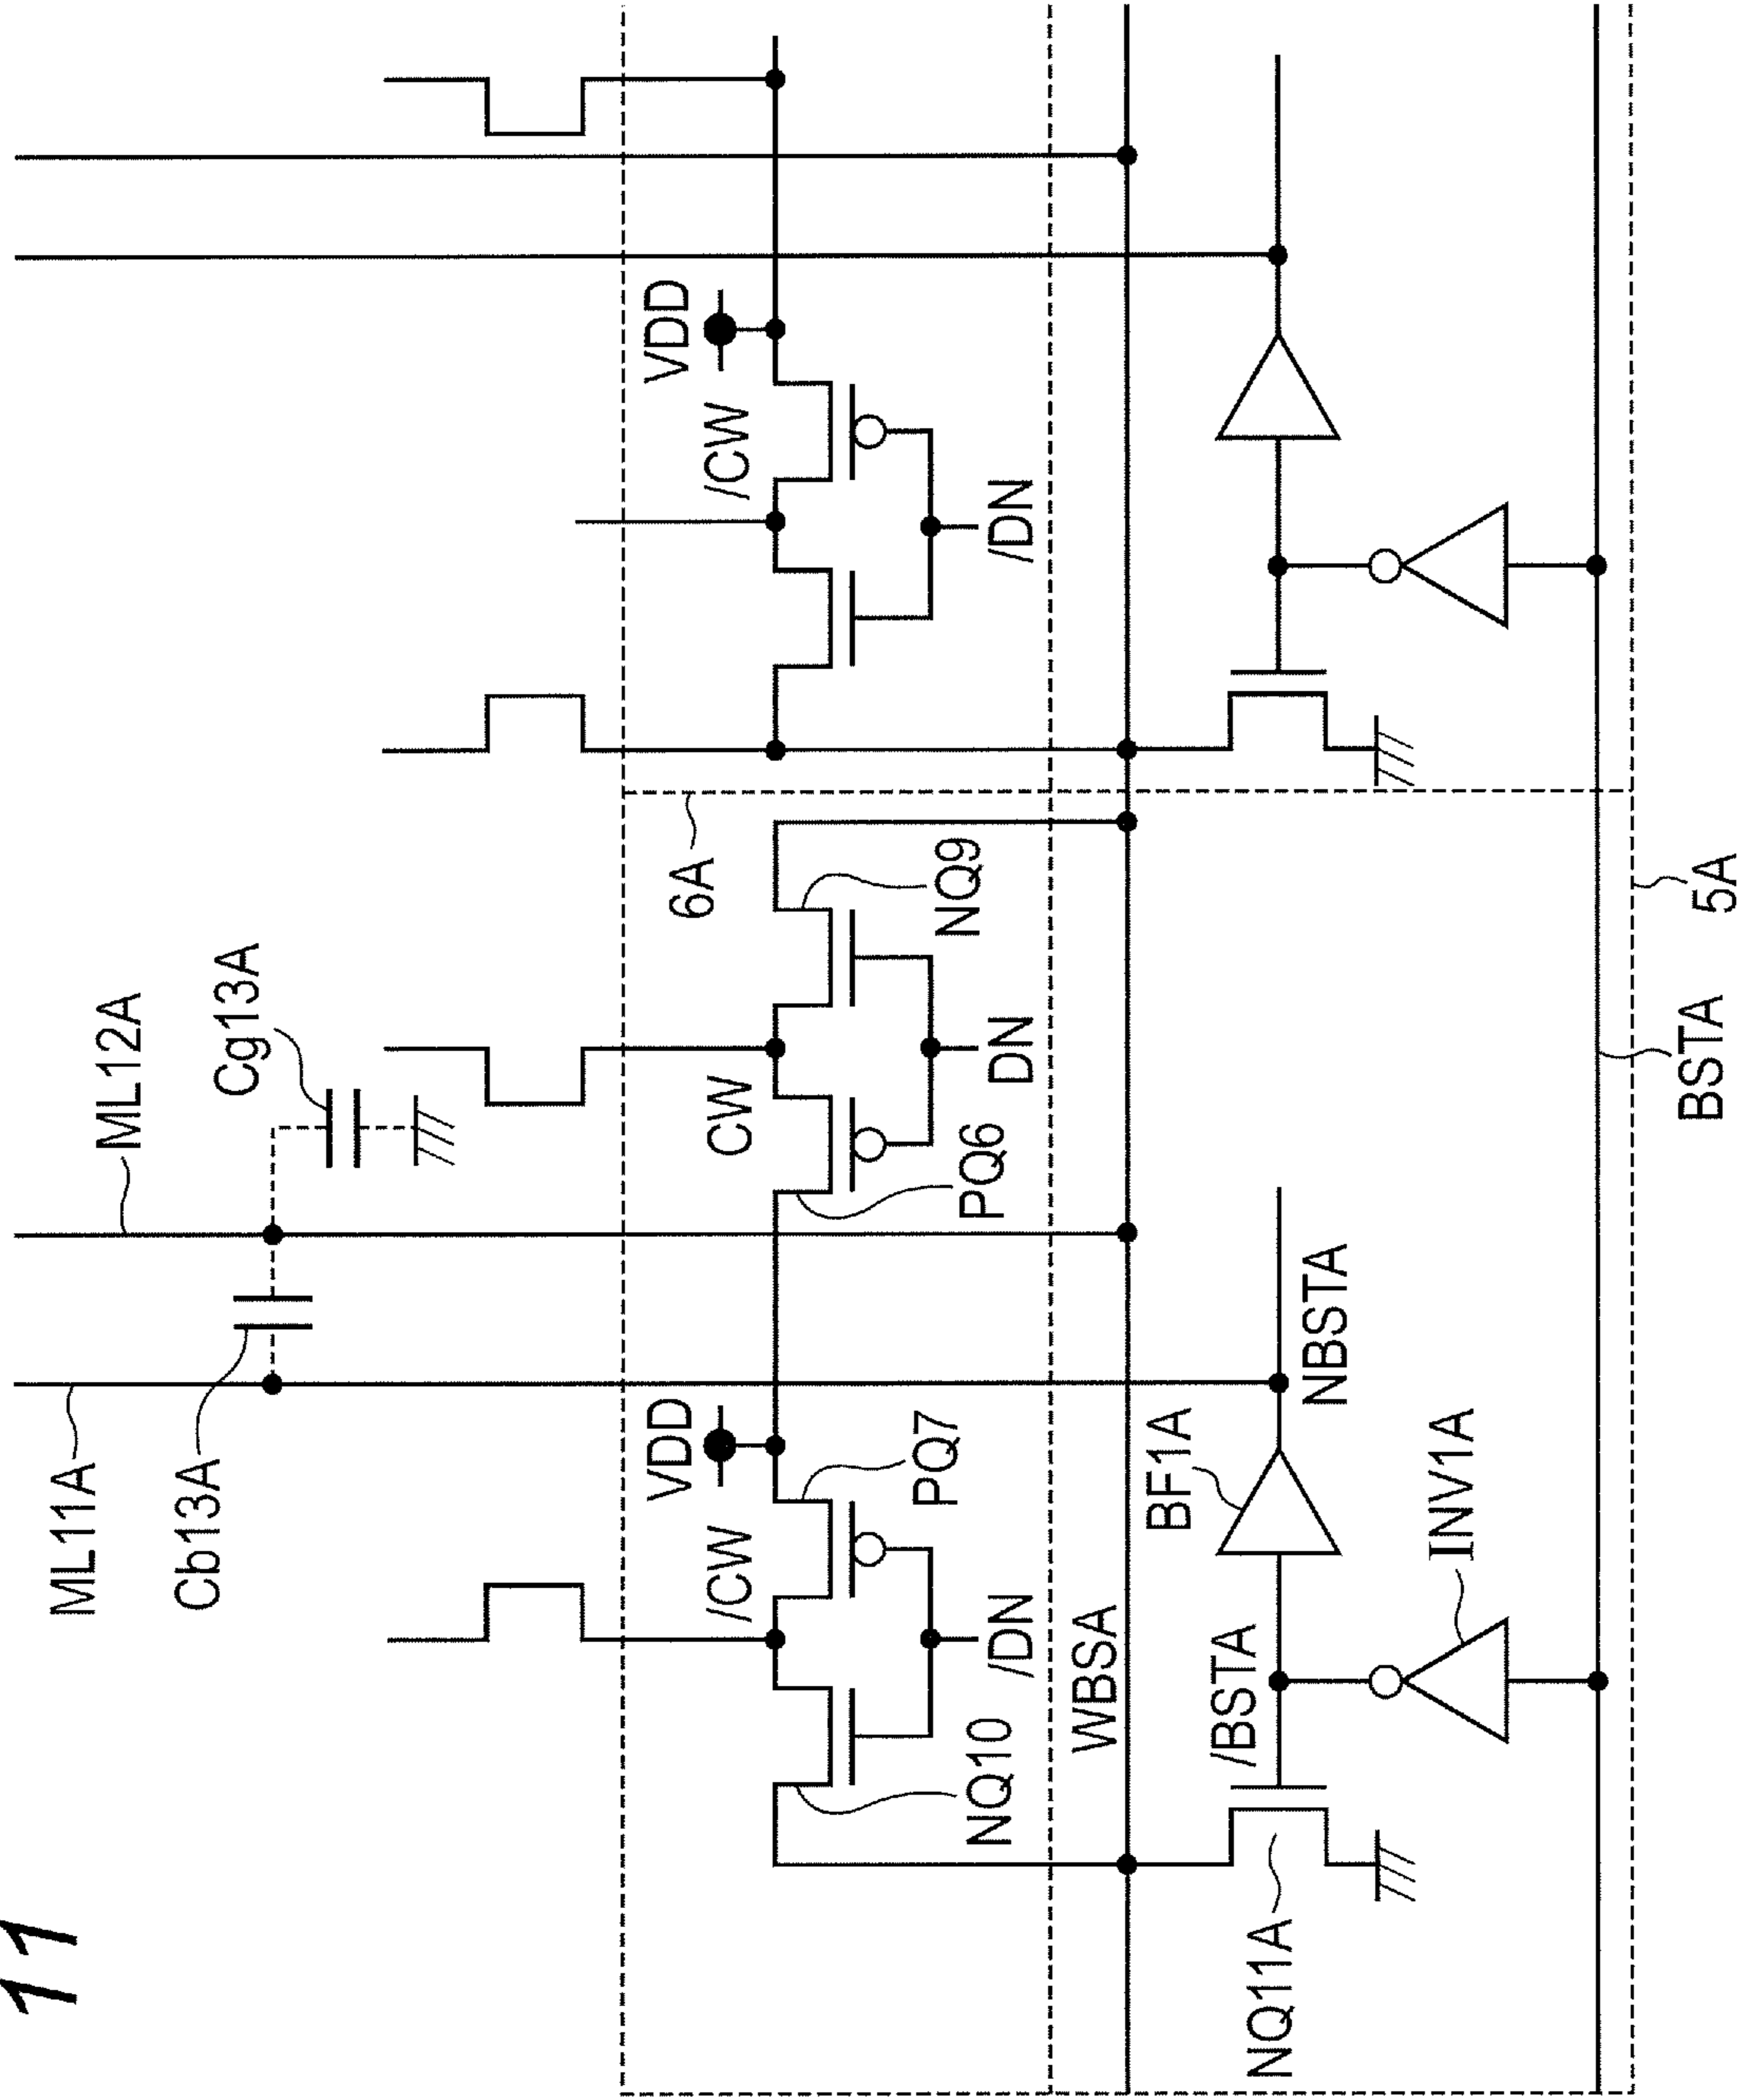 11
ML11A
ML12A
Cb13A
Cg13A
VDD
VDD
/CW
CW
/CW
6A
PQ7
PQ6
NQ9
NQ10
/DN
DN
/DN
WBSA
BF1A
/BSTA
NBSTA
NQ11A
INV1A
BSTA
5A